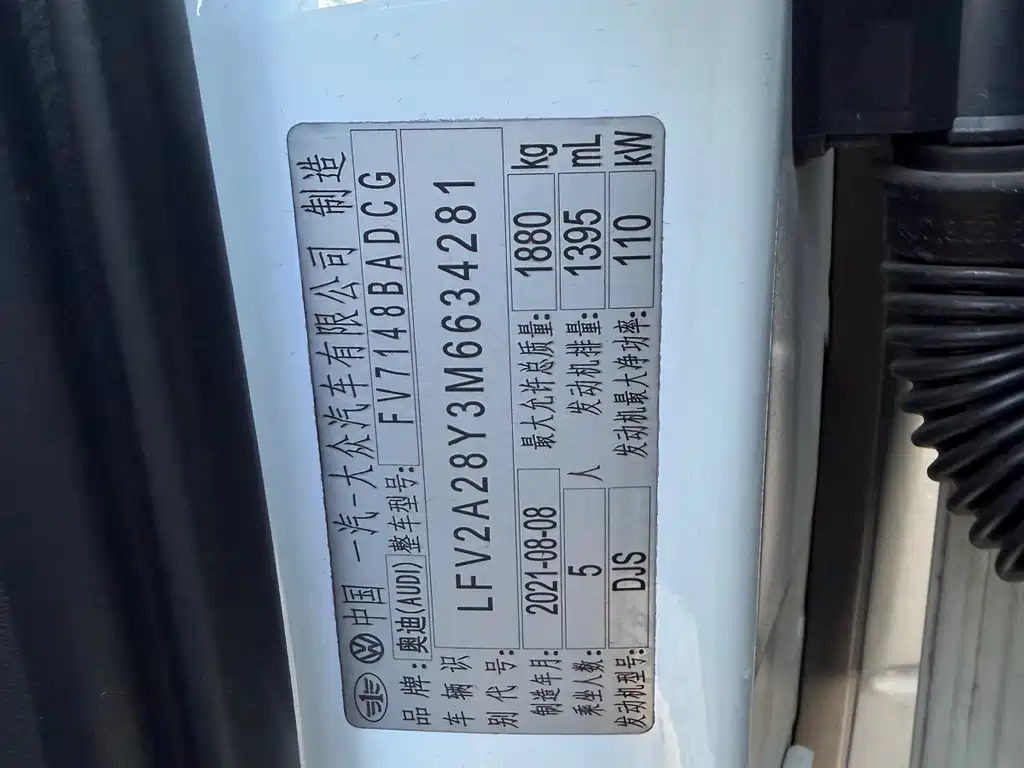 中国 一汽-大众汽车有限公司 制造
品牌: 奥迪(AUDI) 整车型号: FV7148BADCG
车辆识别代号: LFV2A28Y3M6634281
制造年月: 2021-08-08 最大允许总质量: 1880 kg
乘坐人数: 5 人 发动机排量: 1395 mL
发动机型号: DJS 发动机最大净功率: 110 kW